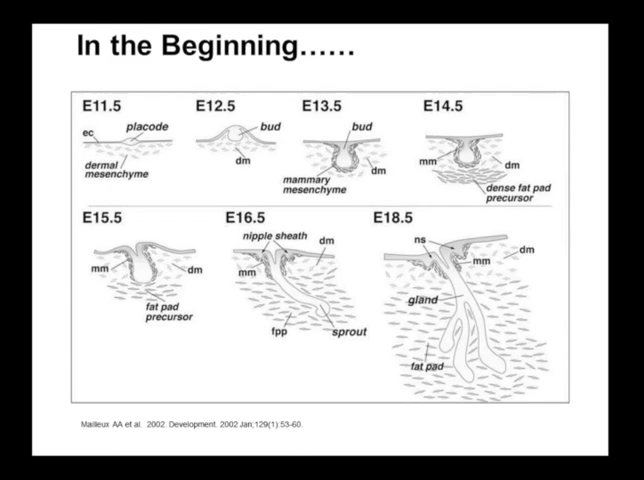 In the Beginning......
E11.5
E12.5
E13.5
E14.5
ec
placode
bud
bud
dermal
mesenchyme
dm
mammary
mesenchyme
dm
mm
dm
dense fat pad
precursor
E15.5
E16.5
E18.5
mm
dm
fat pad
precursor
nipple sheath
dm
mm
fpp
sprout
ns
dm
mm
gland
fat pad
Mailleux AA et al. 2002. Development. 2002 Jan;129(1):53-60.